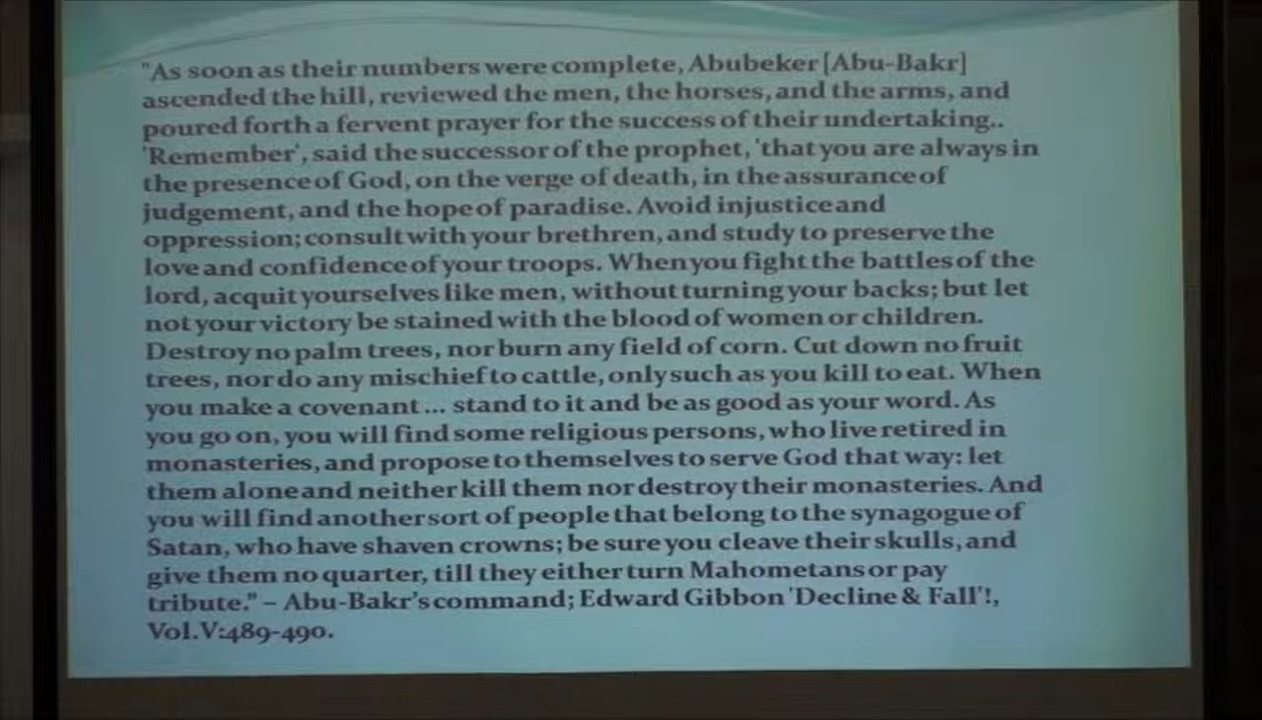 "As soon as their numbers were complete, Abubeker [Abu-Bakr]
ascended the hill, reviewed the men, the horses, and the arms, and
poured forth a fervent prayer for the success of their undertaking..
'Remember', said the successor of the prophet, 'that you are always in
the presence of God, on the verge of death, in the assurance of
judgement, and the hope of paradise. Avoid injustice and
oppression; consult with your brethren, and study to preserve the
love and confidence of your troops. When you fight the battles of the
lord, acquit yourselves like men, without turning your backs; but let
not your victory be stained with the blood of women or children.
Destroy no palm trees, nor burn any field of corn. Cut down no fruit
trees, nor do any mischief to cattle, only such as you kill to eat. When
you make a covenant... stand to it and be as good as your word. As
you go on, you will find some religious persons, who live retired in
monasteries, and propose to themselves to serve God that way: let
them alone and neither kill them nor destroy their monasteries. And
you will find another sort of people that belong to the synagogue of
Satan, who have shaven crowns; be sure you cleave their skulls, and
give them no quarter, till they either turn Mahometans or pay
tribute." – Abu-Bakr's command; Edward Gibbon 'Decline & Fall'!,
Vol.V:489-490.